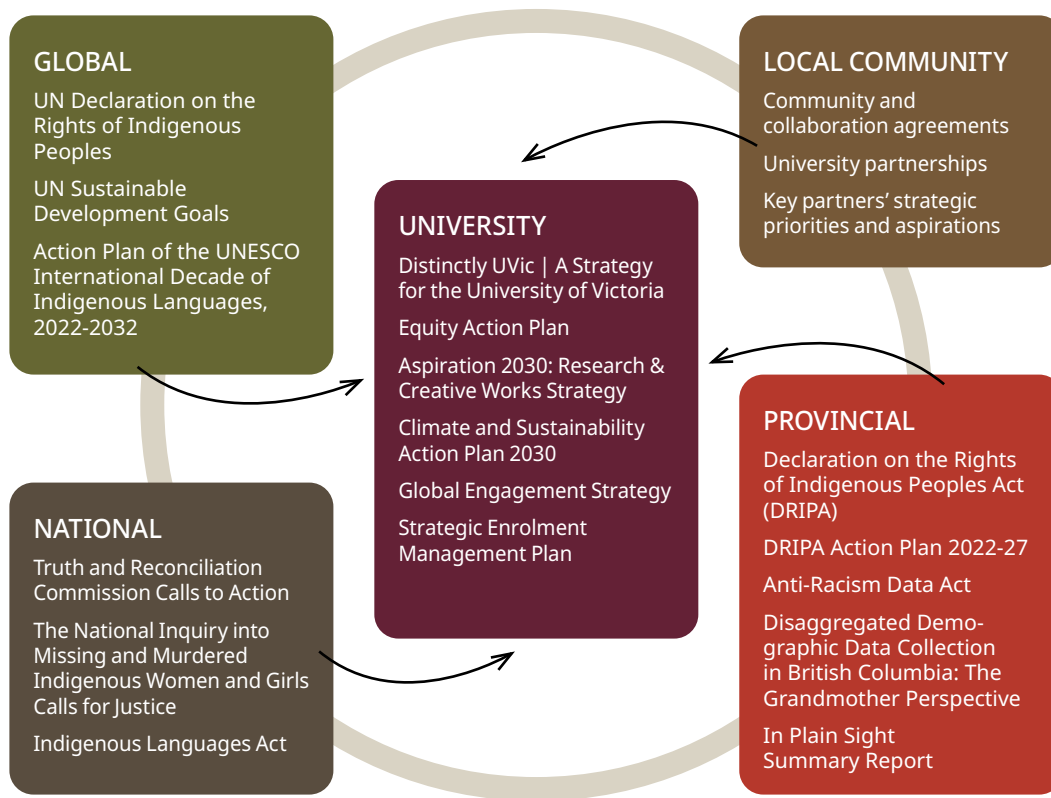 GLOBAL
UN Declaration on the
Rights of Indigenous
Peoples
UN Sustainable
Development Goals
Action Plan of the UNESCO
International Decade of
Indigenous Languages,
2022-2032
LOCAL COMMUNITY
Community and
collaboration agreements
University partnerships
Key partners’ strategic
priorities and aspirations
UNIVERSITY
Distinctly UVic | A Strategy
for the University of Victoria
Equity Action Plan
Aspiration 2030: Research &
Creative Works Strategy
Climate and Sustainability
Action Plan 2030
Global Engagement Strategy
Strategic Enrolment
Management Plan
NATIONAL
Truth and Reconciliation
Commission Calls to Action
The National Inquiry into
Missing and Murdered
Indigenous Women and Girls
Calls for Justice
Indigenous Languages Act
PROVINCIAL
Declaration on the Rights
of Indigenous Peoples Act
(DRIPA)
DRIPA Action Plan 2022-27
Anti-Racism Data Act
Disaggregated Demo-
graphic Data Collection
in British Columbia: The
Grandmother Perspective
In Plain Sight
Summary Report